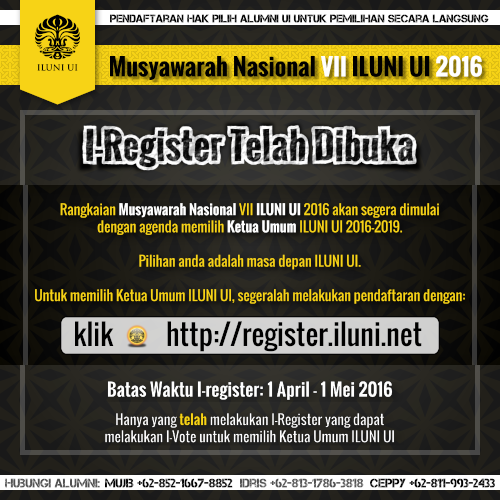 PENDAFTARAN HAK PILIH ALUMNI UI UNTUK PEMILIHAN SECARA LANGSUNG
ILUNI UI
Musyawarah Nasional VII ILUNI UI 2016
I-Register Telah Dibuka
Rangkaian Musyawarah Nasional VII ILUNI UI 2016 akan segera dimulai
dengan agenda memilih Ketua Umum ILUNI UI 2016-2019.
Pilihan anda adalah masa depan ILUNI UI.
Untuk memilih Ketua Umum ILUNI UI, segeralah melakukan pendaftaran dengan:
klik http://register.iluni.net
Batas Waktu I-register: 1 April - 1 Mei 2016
Hanya yang telah melakukan I-Register yang dapat
melakukan I-Vote untuk memilih Ketua Umum ILUNI UI
HUBUNGI ALUMNI: MUJIB +62-852-1667-8852 IDRIS +62-813-1786-3818 CEPPY +62-811-993-2433